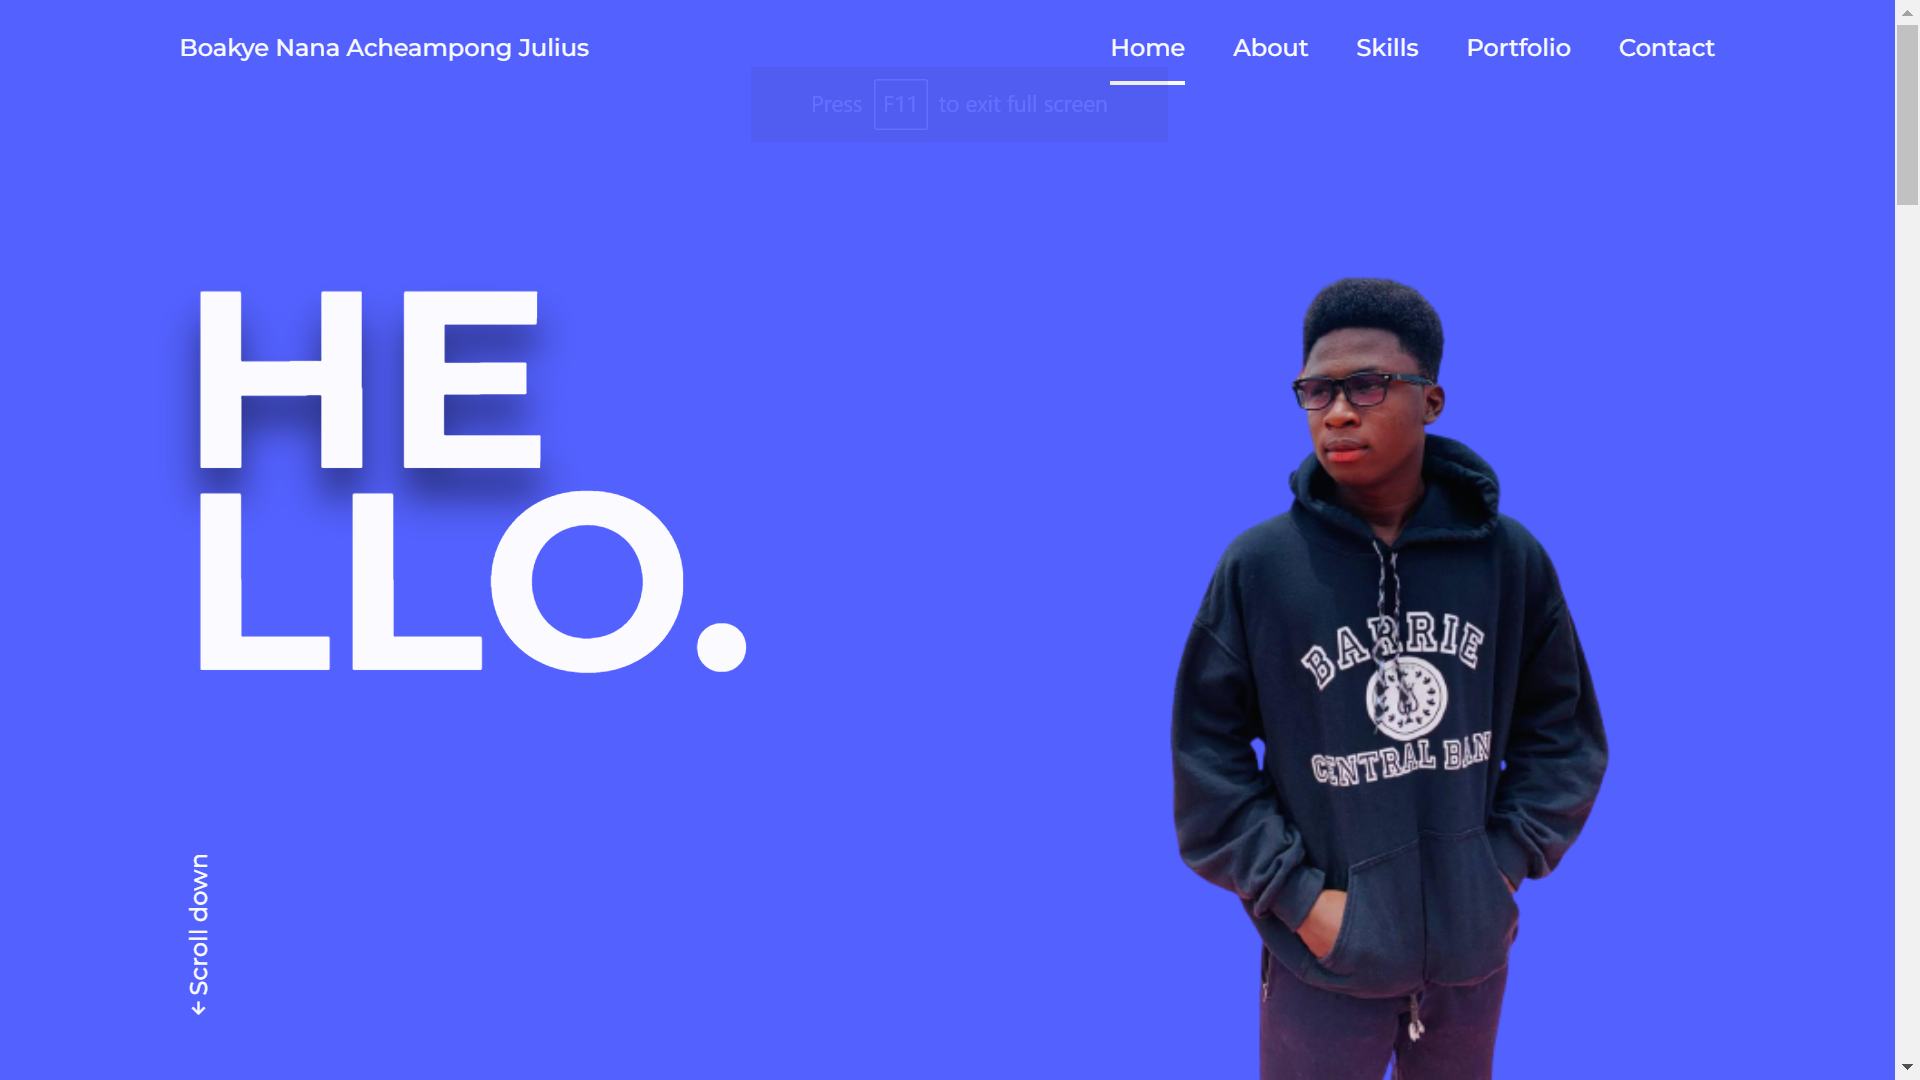 Boakye Nana Acheampong Julius
Home About Skills Portfolio Contact
Press F11 to exit full screen
HE
LLO.
BARRIE
CENTRAL BAN
← Scroll down